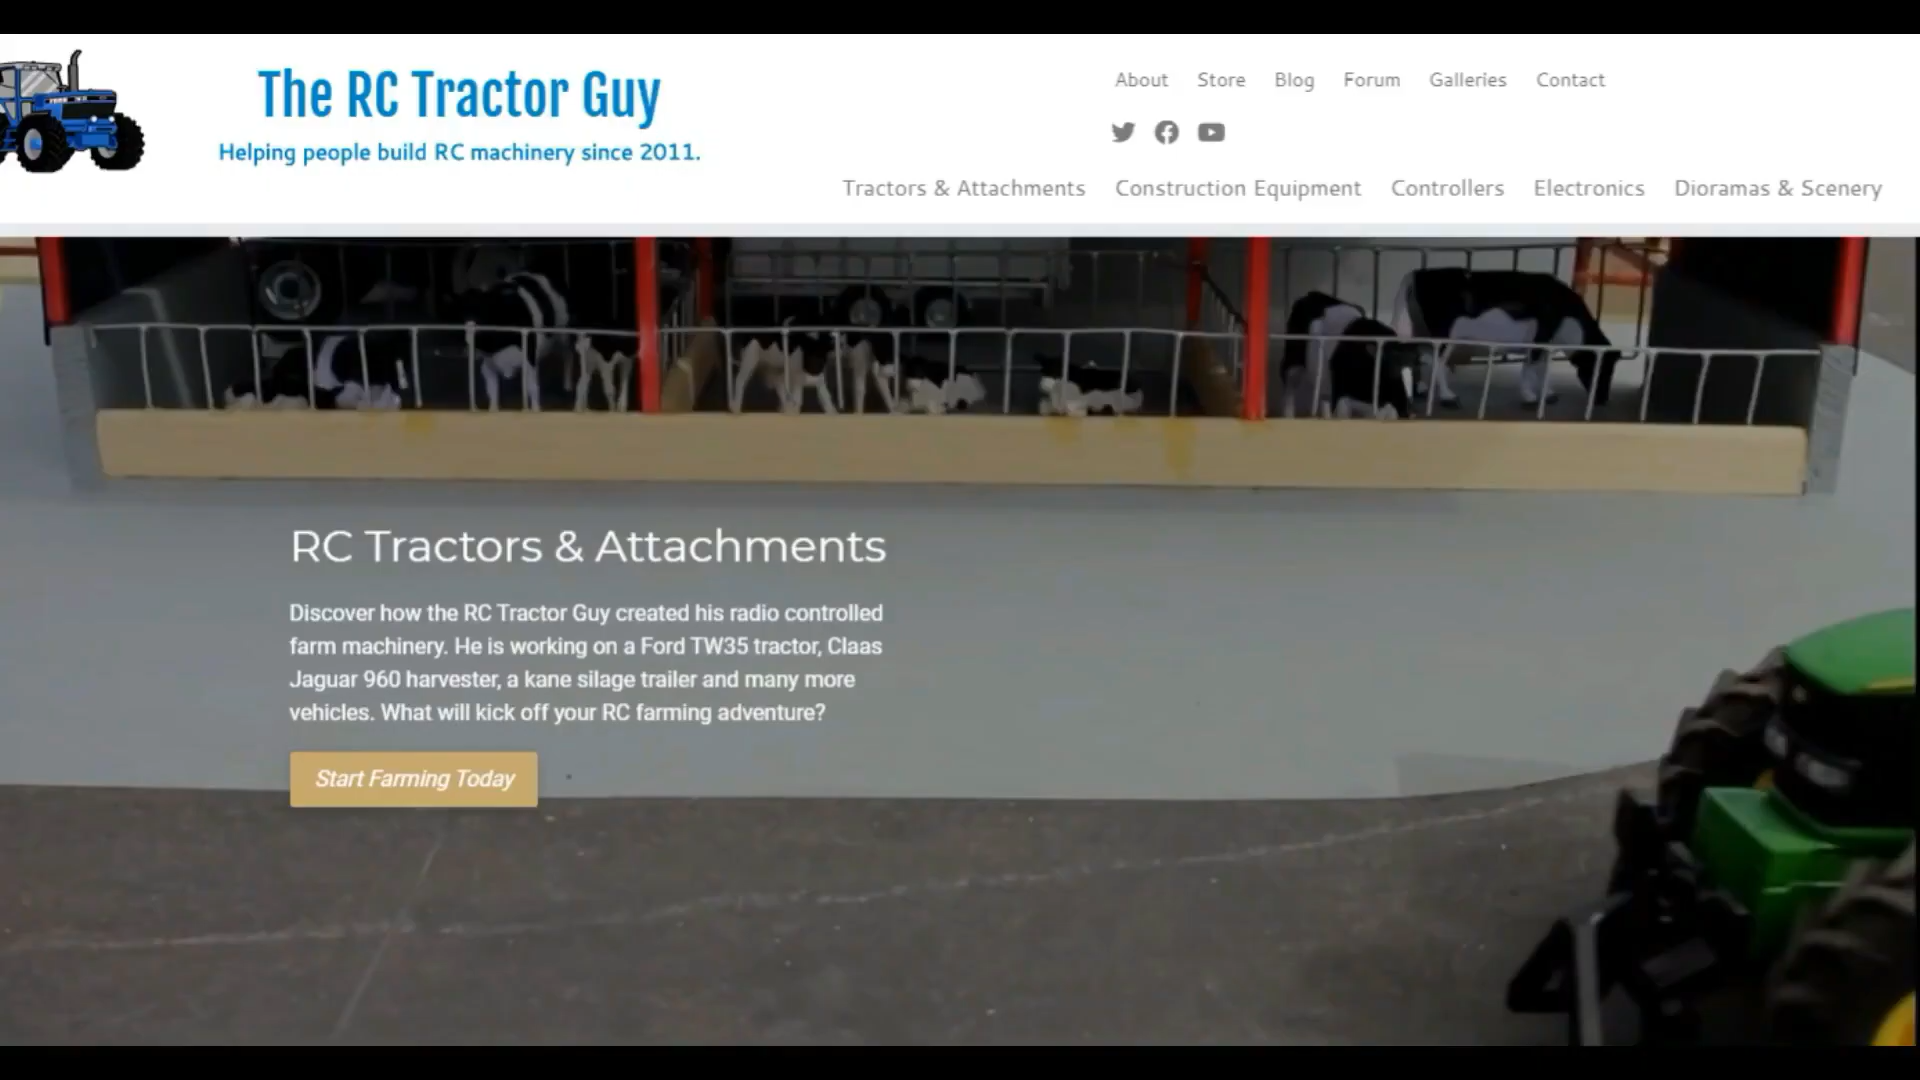 The RC Tractor Guy
Helping people build RC machinery since 2011.
About Store Blog Forum Galleries Contact
Tractors & Attachments Construction Equipment Controllers Electronics Dioramas & Scenery
RC Tractors & Attachments
Discover how the RC Tractor Guy created his radio controlled
farm machinery. He is working on a Ford TW35 tractor, Claas
Jaguar 960 harvester, a kane silage trailer and many more
vehicles. What will kick off your RC farming adventure?
Start Farming Today